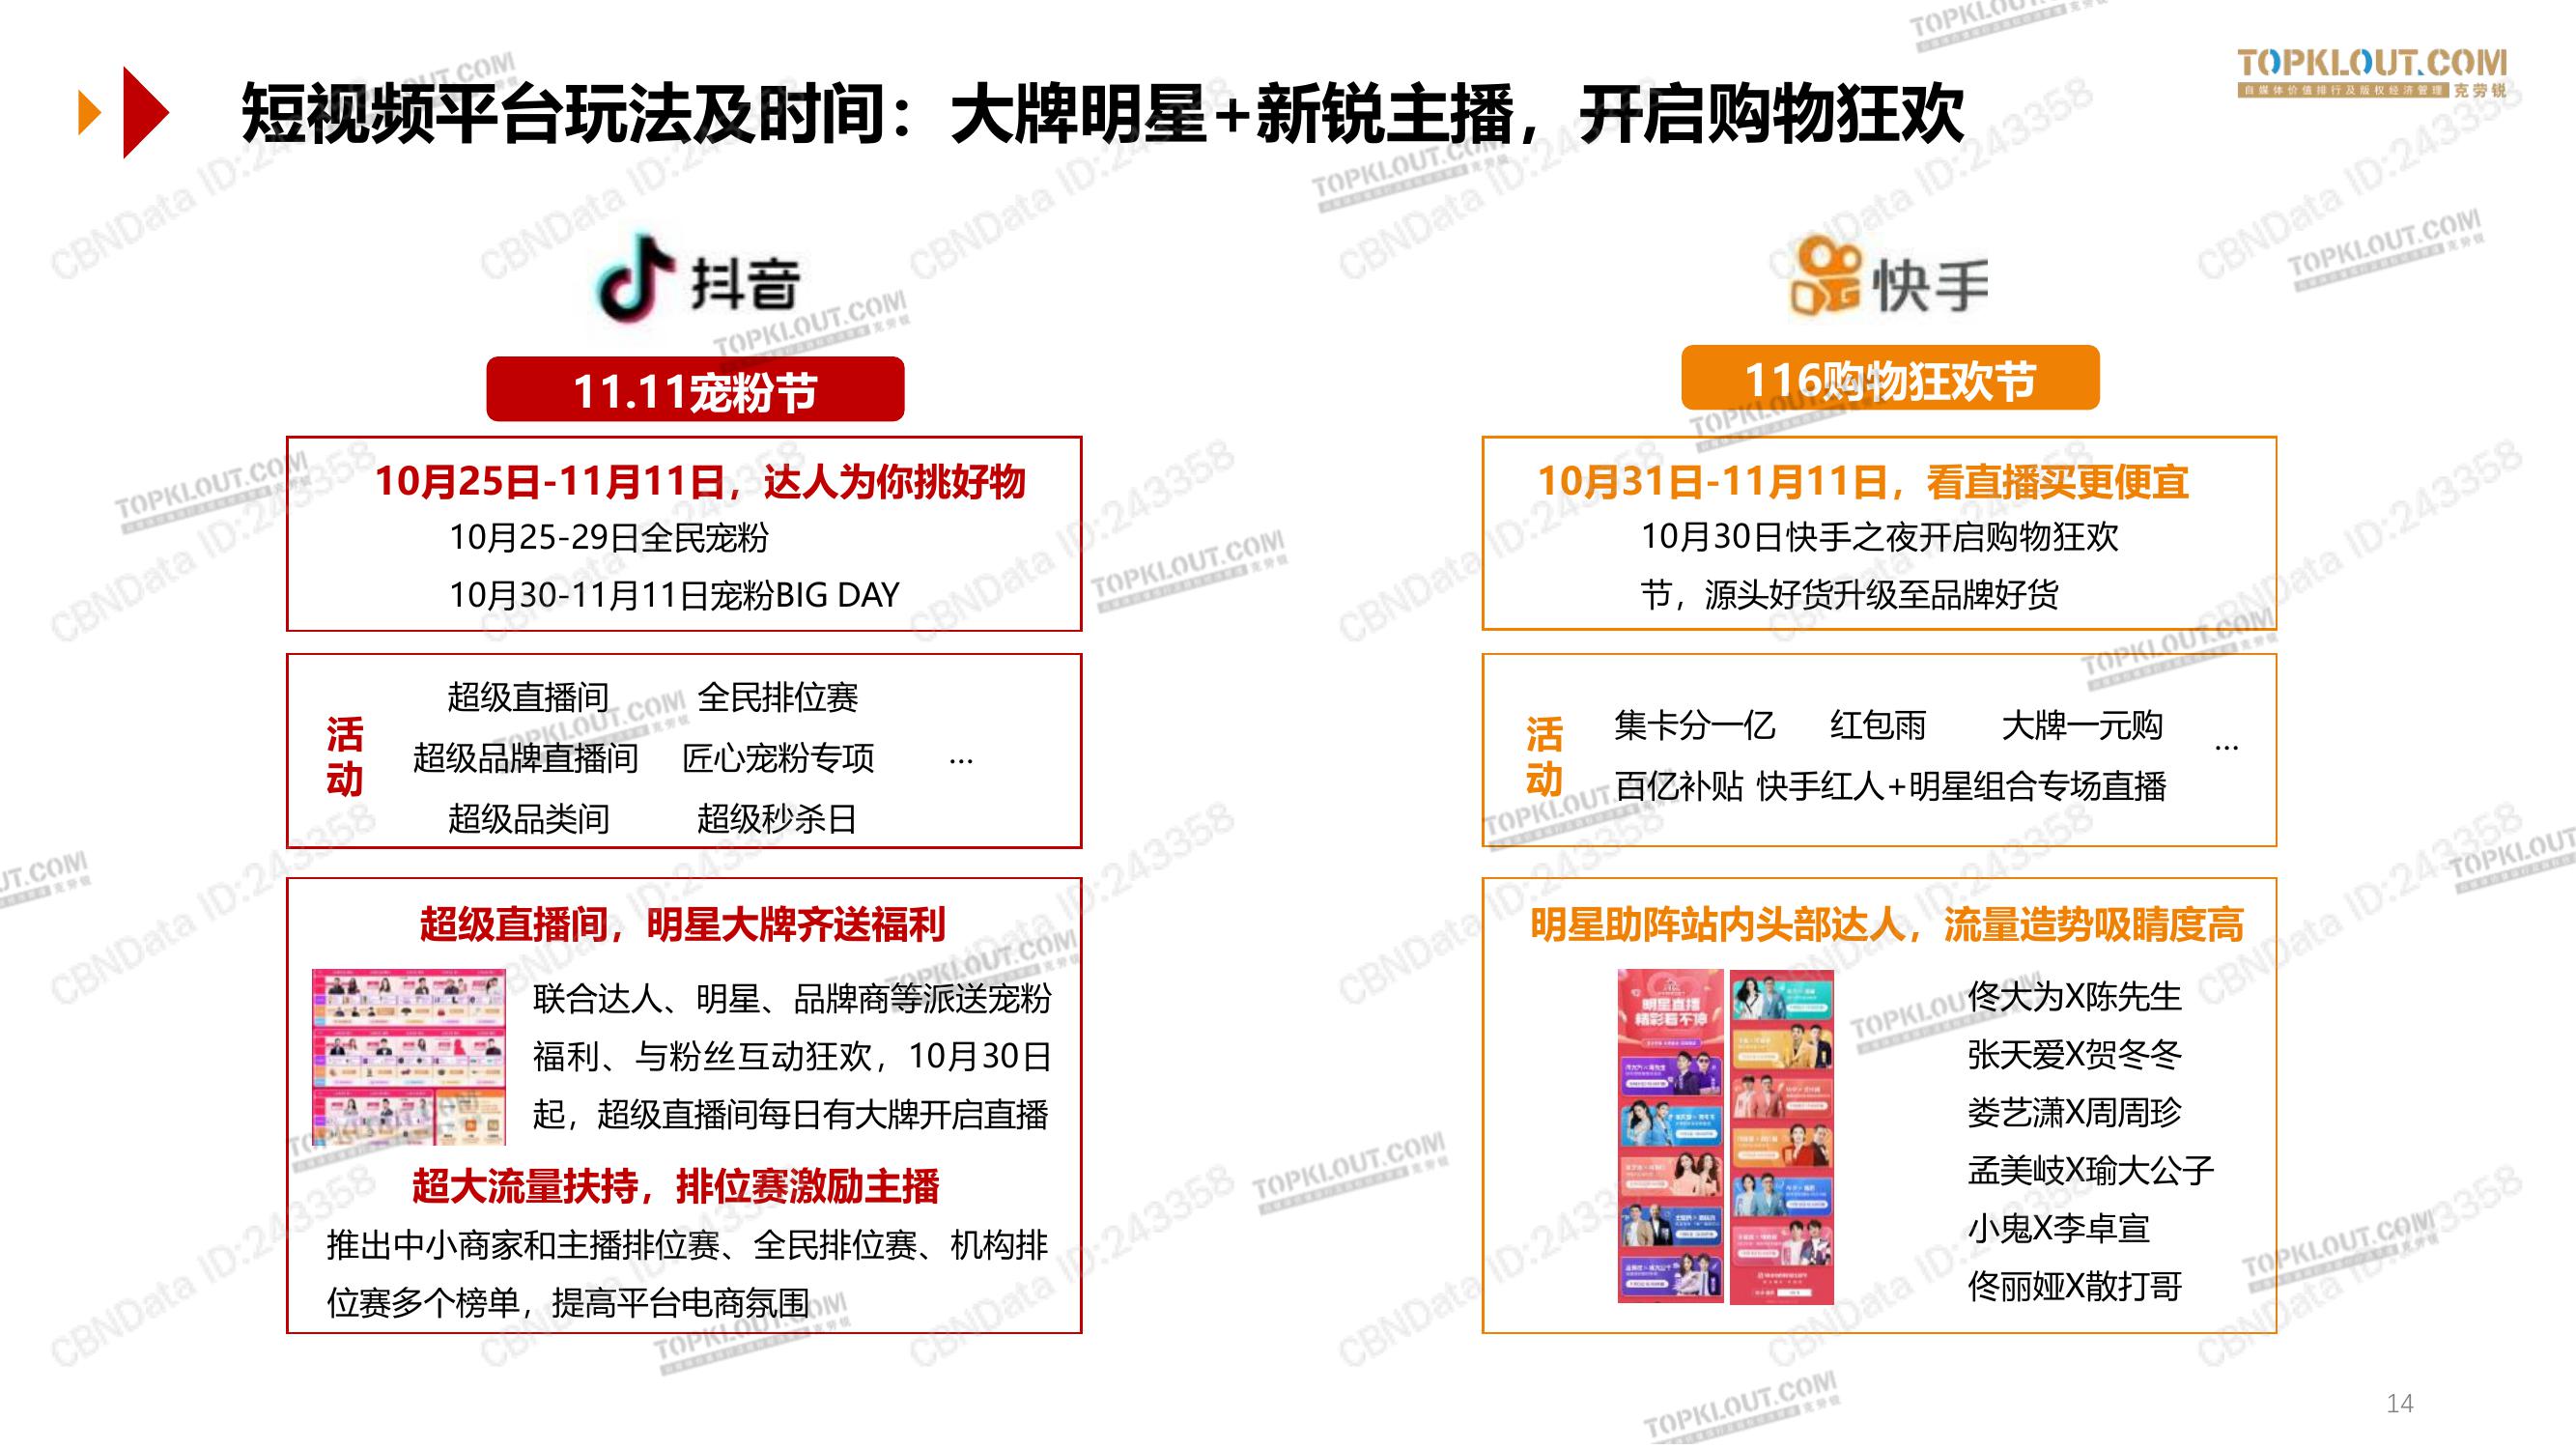 短视频平台玩法及时间：大牌明星+新锐主播，开启购物狂欢
TOPKLOUT.COM
自媒体价值排行及版权经济管理 克劳锐
抖音
11.11宠粉节
10月25日-11月11日，达人为你挑好物
10月25-29日全民宠粉
10月30-11月11日宠粉BIG DAY
活动
超级直播间 全民排位赛
超级品牌直播间 匠心宠粉专项 ...
超级品类间 超级秒杀日
超级直播间，明星大牌齐送福利
联合达人、明星、品牌商等派送宠粉
福利、与粉丝互动狂欢，10月30日
起，超级直播间每日有大牌开启直播
超大流量扶持，排位赛激励主播
推出中小商家和主播排位赛、全民排位赛、机构排
位赛多个榜单，提高平台电商氛围
快手
116购物狂欢节
10月31日-11月11日，看直播买更便宜
10月30日快手之夜开启购物狂欢
节，源头好货升级至品牌好货
活动
集卡分一亿 红包雨 大牌一元购 ...
百亿补贴 快手红人+明星组合专场直播
明星助阵站内头部达人，流量造势吸睛度高
明星直播
精彩看不停
佟大为X陈先生
张天爱X贺冬冬
娄艺潇X周周珍
孟美岐X瑜大公子
小鬼X李卓宣
佟丽娅X散打哥
14
CBNData ID:243358